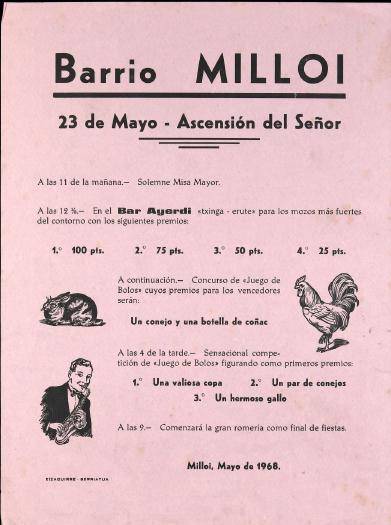 Barrio MILLOI
23 de Mayo - Ascensión del Señor
A las 11 de la mañana.— Solemne Misa Mayor.
A las 12 ½.— En el Bar Ayerdi «txinga - erute» para los mozos más fuertes
del contorno con los siguientes premios:
1.° 100 pts. 2.° 75 pts. 3.° 50 pts. 4.° 25 pts.
A continuación.— Concurso de «Juego de
Bolos» cuyos premios para los vencedores
serán:
Un conejo y una botella de coñac
A las 4 de la tarde.— Sensacional compe-
tición de «Juego de Bolos» figurando como primeros premios:
1.° Una valiosa copa 2.° Un par de conejos
3.° Un hermoso gallo
A las 9.— Comenzará la gran romería como final de fiestas.
Milloi, Mayo de 1968.
EIZAGUIRRE - BERRIATUA